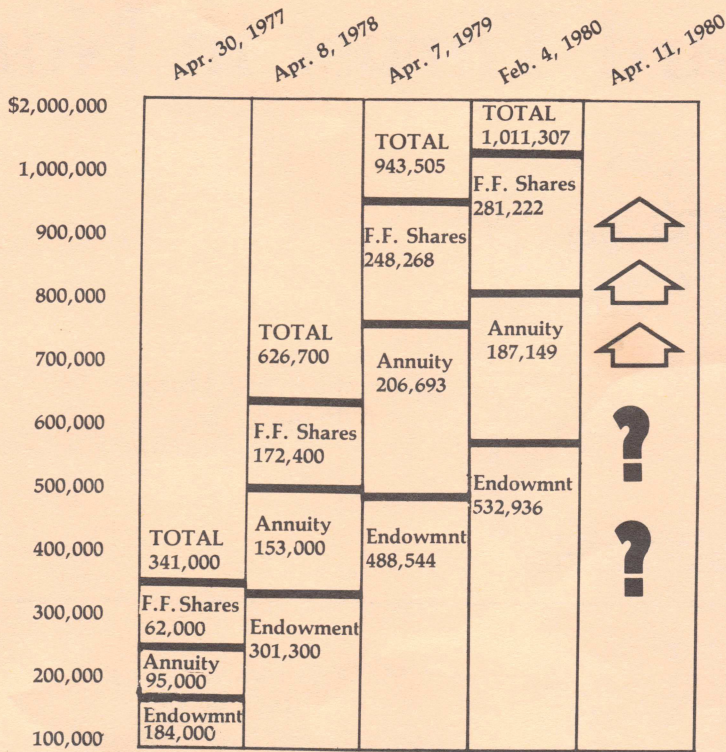 Apr. 30, 1977
Apr. 8, 1978
Apr. 7, 1979
Feb. 4, 1980
Apr. 11, 1980
$2,000,000
1,000,000
900,000
800,000
700,000
600,000
500,000
400,000
300,000
200,000
100,000
TOTAL
341,000
F.F. Shares
62,000
Annuity
95,000
Endowmnt
184,000
TOTAL
626,700
F.F. Shares
172,400
Annuity
153,000
Endowment
301,300
TOTAL
943,505
F.F. Shares
248,268
Annuity
206,693
Endowmnt
488,544
TOTAL
1,011,307
F.F. Shares
281,222
Annuity
187,149
Endowmnt
532,936
?
?